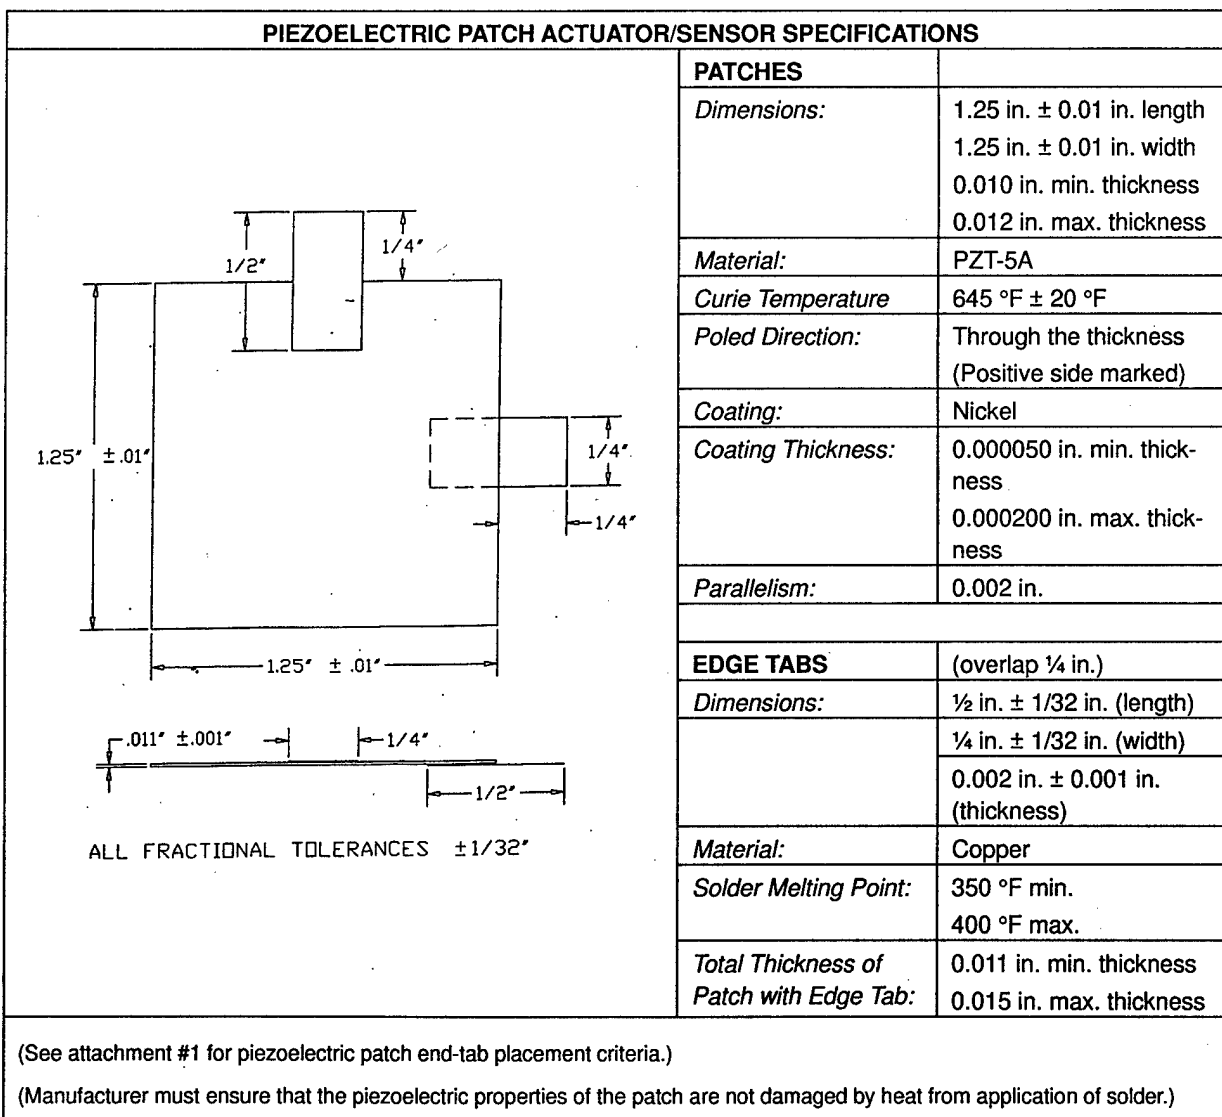 PIEZOELECTRIC PATCH ACTUATOR/SENSOR SPECIFICATIONS
1/2"
1/4"
1.25" ±.01"
1/4"
1/4"
1.25" ± .01"
.011" ±.001"
1/4"
1/2"
ALL FRACTIONAL TOLERANCES ±1/32"
PATCHES
Dimensions:
1.25 in. ± 0.01 in. length
1.25 in. ± 0.01 in. width
0.010 in. min. thickness
0.012 in. max. thickness
Material:
PZT-5A
Curie Temperature
645 °F ± 20 °F
Poled Direction:
Through the thickness
(Positive side marked)
Coating:
Nickel
Coating Thickness:
0.000050 in. min. thick-
ness
0.000200 in. max. thick-
ness
Parallelism:
0.002 in.
EDGE TABS
(overlap ¼ in.)
Dimensions:
½ in. ± 1/32 in. (length)
¼ in. ± 1/32 in. (width)
0.002 in. ± 0.001 in.
(thickness)
Material:
Copper
Solder Melting Point:
350 °F min.
400 °F max.
Total Thickness of
Patch with Edge Tab:
0.011 in. min. thickness
0.015 in. max. thickness
(See attachment #1 for piezoelectric patch end-tab placement criteria.)
(Manufacturer must ensure that the piezoelectric properties of the patch are not damaged by heat from application of solder.)